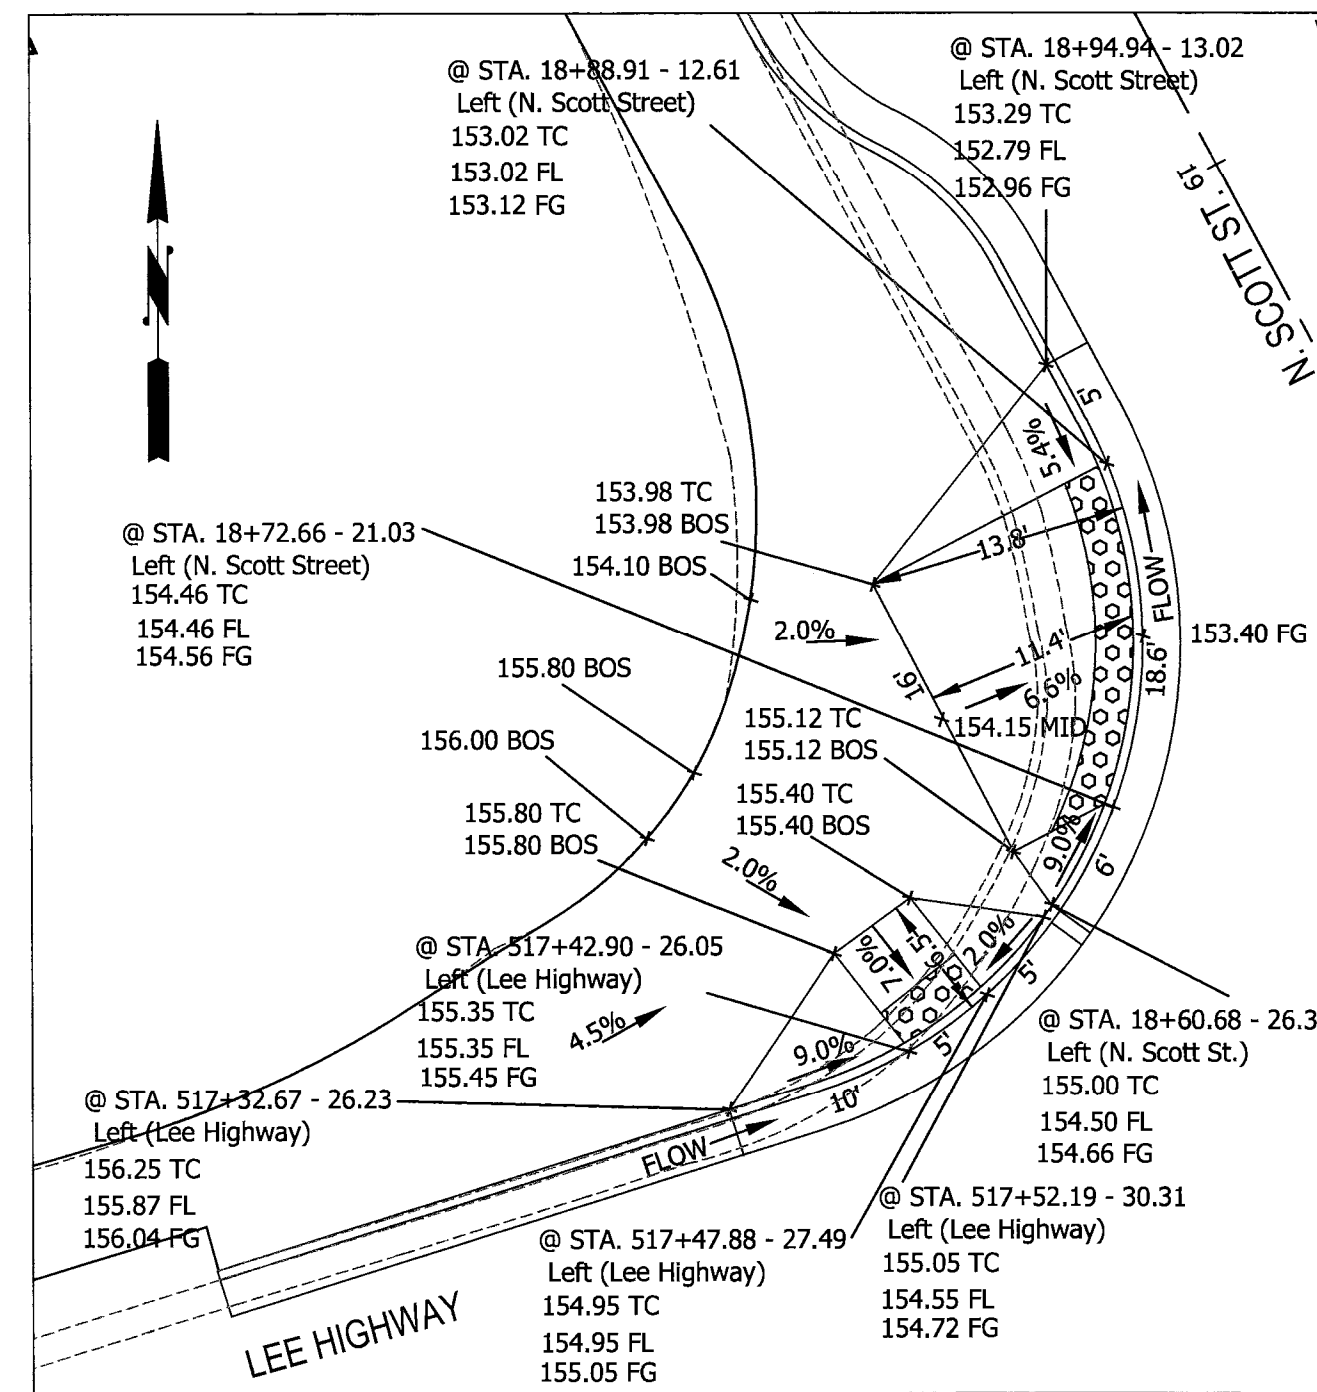 @ STA. 18+88.91 - 12.61
Left (N. Scott Street)
153.02 TC
153.02 FL
153.12 FG
@ STA. 18+94.94 - 13.02
Left (N. Scott Street)
153.29 TC
152.79 FL
152.96 FG
19
N. SCOTT ST.
N
5'
5.4%
153.98 TC
153.98 BOS
154.10 BOS
13.8'
@ STA. 18+72.66 - 21.03
Left (N. Scott Street)
154.46 TC
154.46 FL
154.56 FG
2.0%
FLOW
153.40 FG
11.4'
18.6'
16'
6.6%
154.15 MID
155.80 BOS
156.00 BOS
155.12 TC
155.12 BOS
155.40 TC
155.40 BOS
155.80 TC
155.80 BOS
9.0%
6'
2.0%
@ STA. 517+42.90 - 26.05
Left (Lee Highway)
155.35 TC
155.35 FL
155.45 FG
7.0%
6.5'
2.0%
5'
4.5%
9.0%
5'
10'
FLOW
@ STA. 18+60.68 - 26.3
Left (N. Scott St.)
155.00 TC
154.50 FL
154.66 FG
@ STA. 517+32.67 - 26.23
Left (Lee Highway)
156.25 TC
155.87 FL
156.04 FG
@ STA. 517+52.19 - 30.31
Left (Lee Highway)
155.05 TC
154.55 FL
154.72 FG
@ STA. 517+47.88 - 27.49
Left (Lee Highway)
154.95 TC
154.95 FL
155.05 FG
LEE HIGHWAY